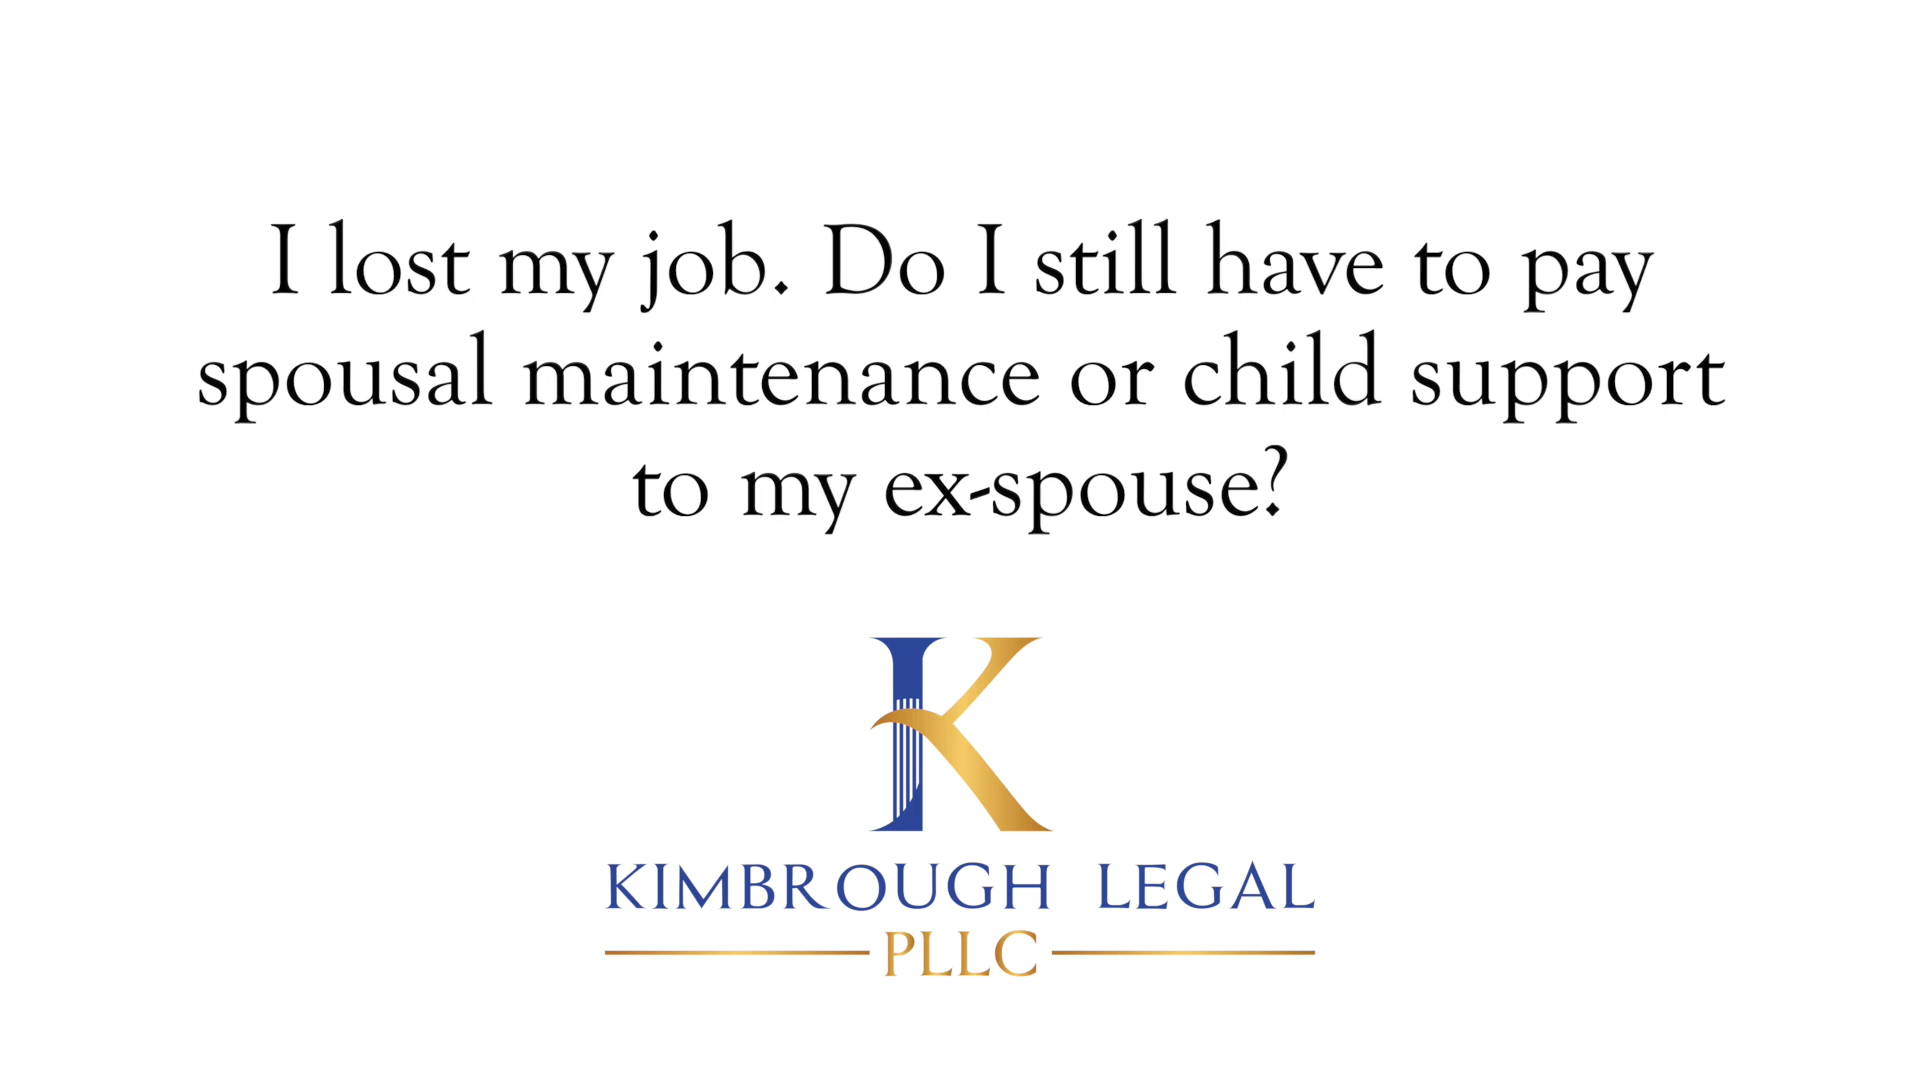 I lost my job. Do I still have to pay
spousal maintenance or child support
to my ex-spouse?
K
KIMBROUGH LEGAL
PLLC